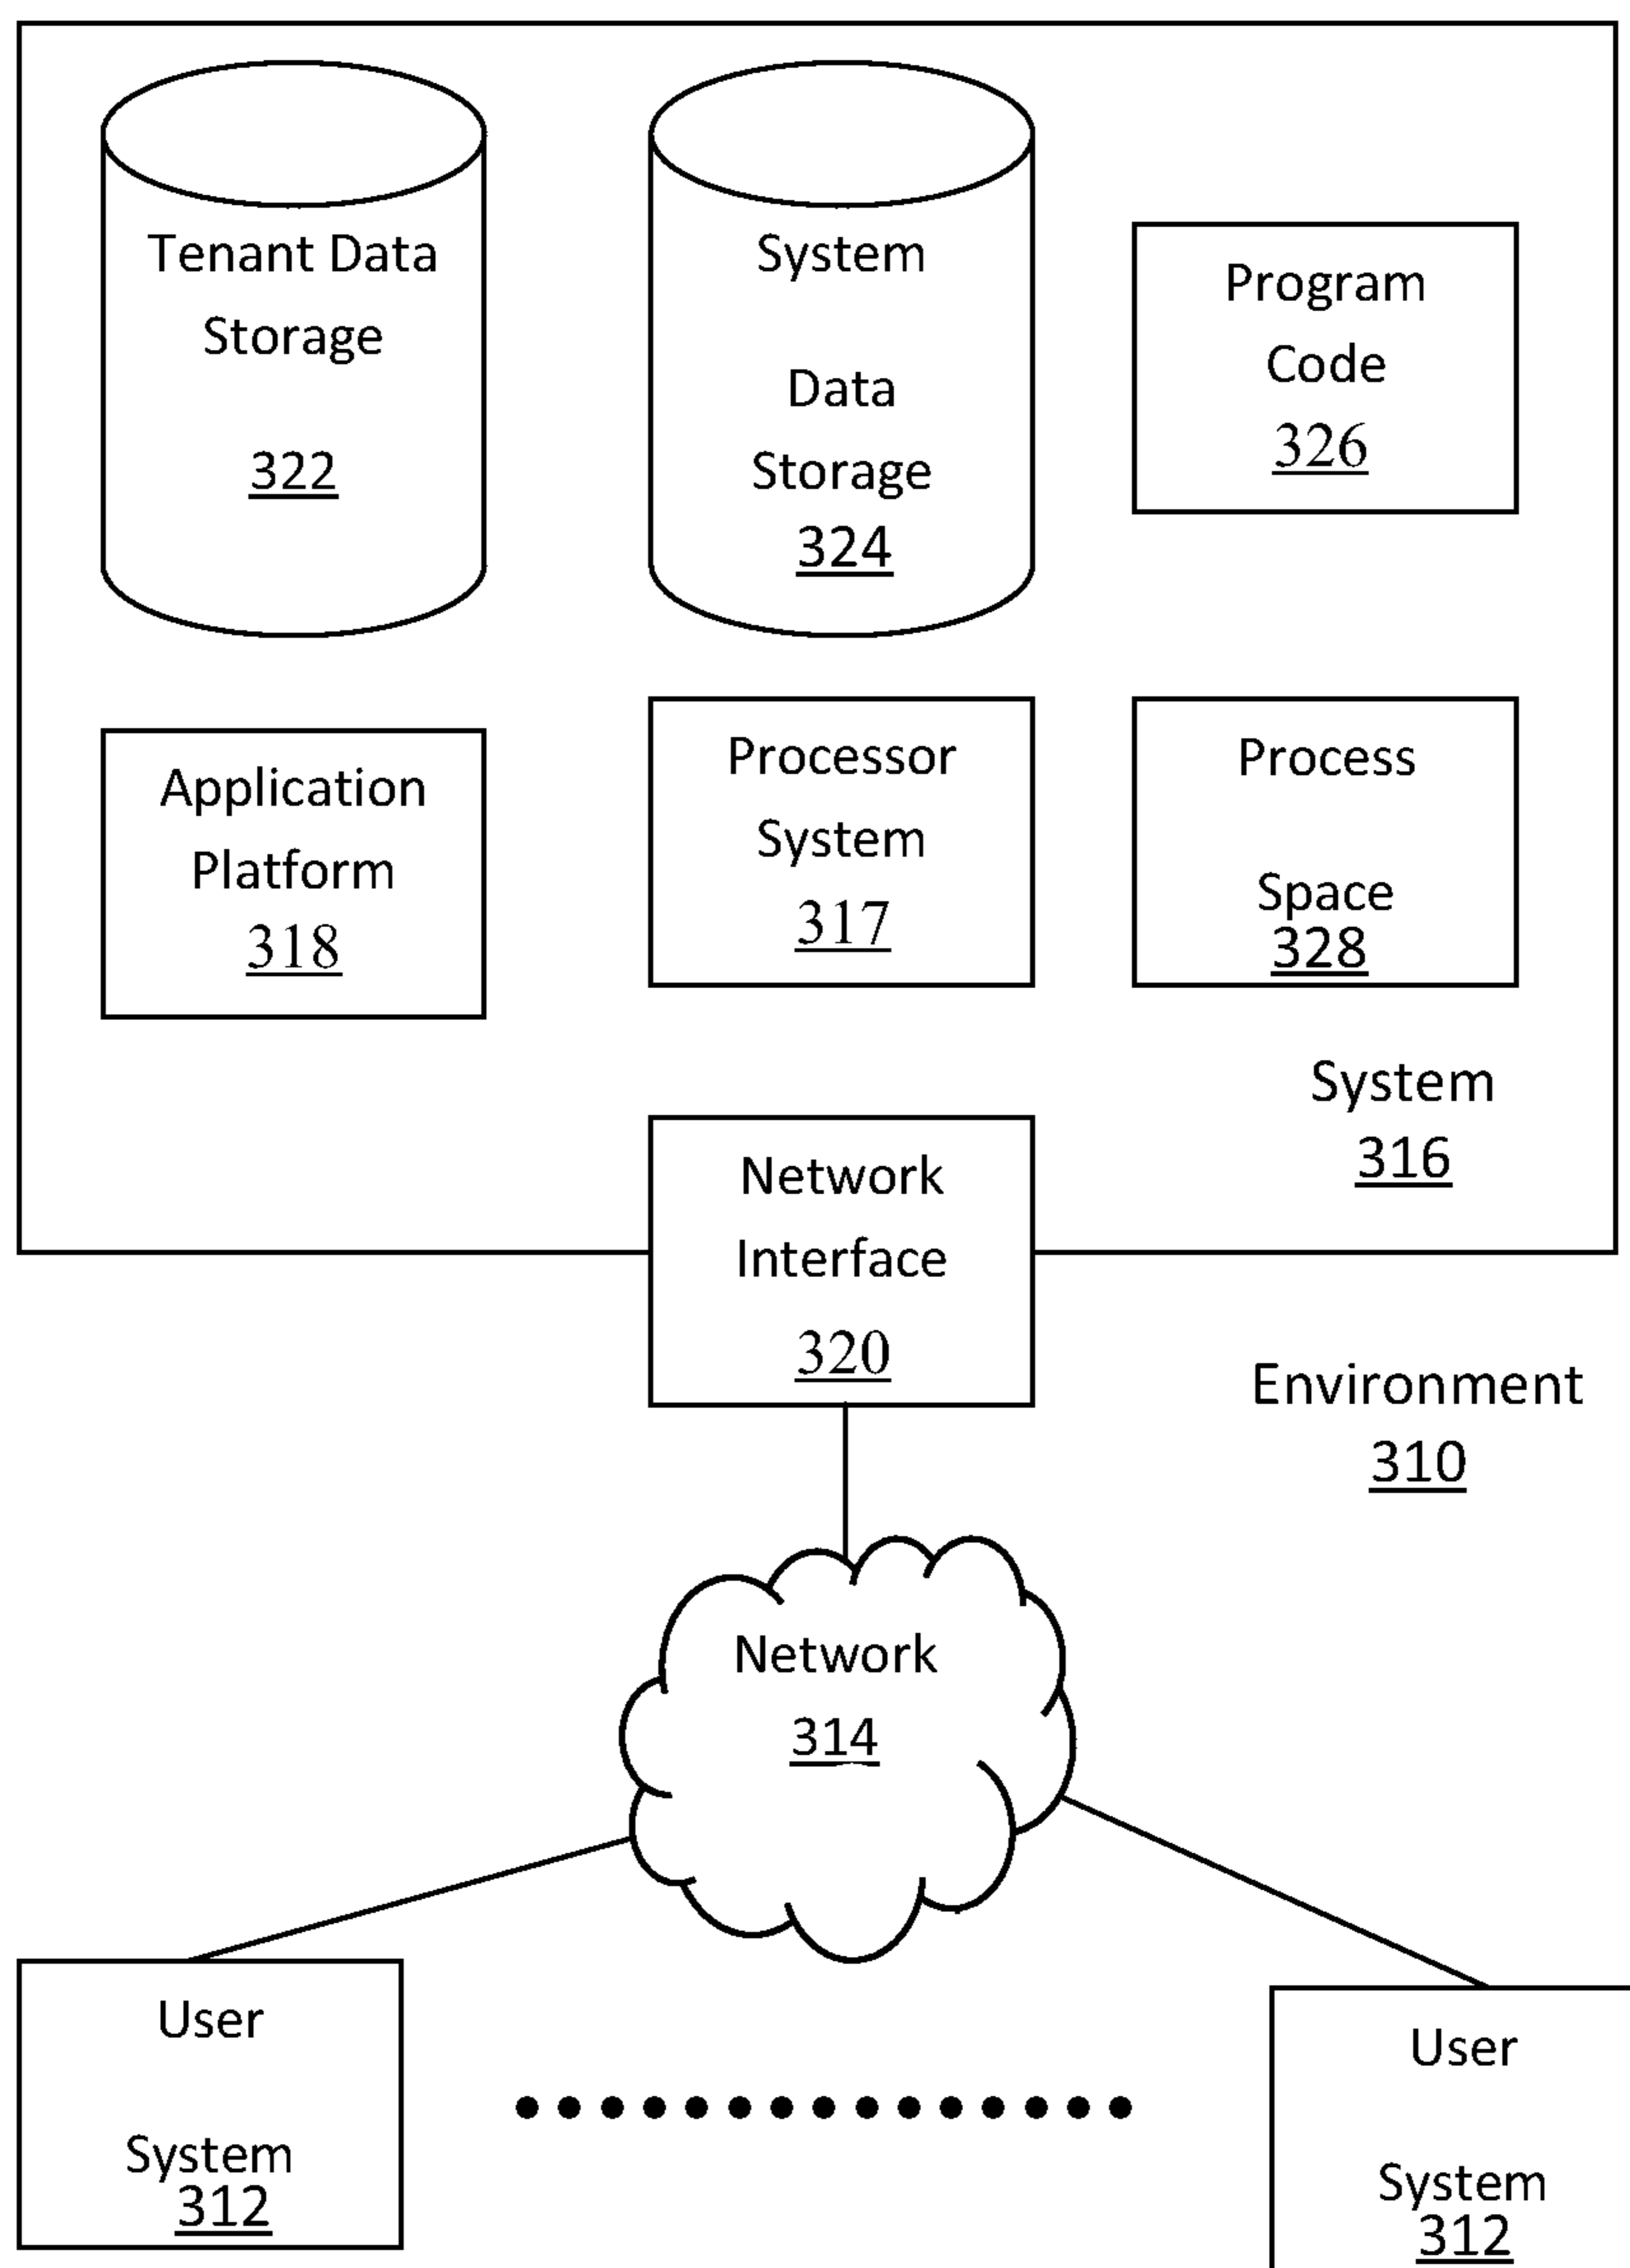 Tenant Data
Storage
322
System
Data
Storage
324
Program
Code
326
Application
Platform
318
Processor
System
317
Process
Space
328
System
316
Network
Interface
320
Environment
310
Network
314
User
System
312
User
System
312